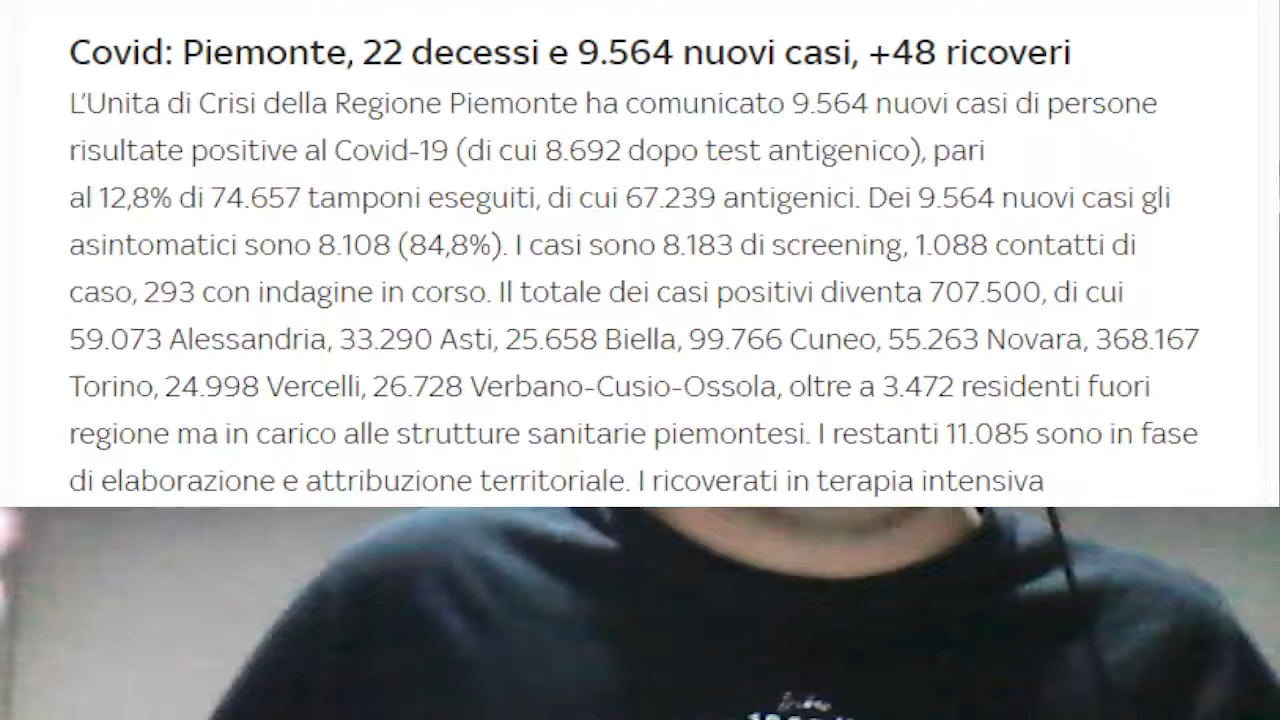 Covid: Piemonte, 22 decessi e 9.564 nuovi casi, +48 ricoveri
L'Unita di Crisi della Regione Piemonte ha comunicato 9.564 nuovi casi di persone
risultate positive al Covid-19 (di cui 8.692 dopo test antigenico), pari
al 12,8% di 74.657 tamponi eseguiti, di cui 67.239 antigenici. Dei 9.564 nuovi casi gli
asintomatici sono 8.108 (84,8%). I casi sono 8.183 di screening, 1.088 contatti di
caso, 293 con indagine in corso. Il totale dei casi positivi diventa 707.500, di cui
59.073 Alessandria, 33.290 Asti, 25.658 Biella, 99.766 Cuneo, 55.263 Novara, 368.167
Torino, 24.998 Vercelli, 26.728 Verbano-Cusio-Ossola, oltre a 3.472 residenti fuori
regione ma in carico alle strutture sanitarie piemontesi. I restanti 11.085 sono in fase
di elaborazione e attribuzione territoriale. I ricoverati in terapia intensiva